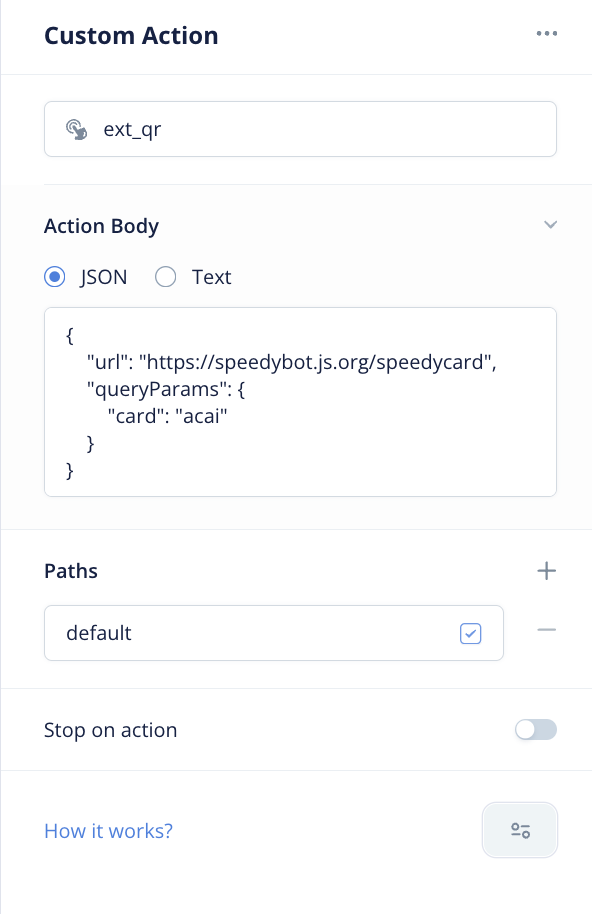 Custom Action
ext_qr
Action Body
JSON Text
{
"url": "https://speedybot.js.org/speedycard",
"queryParams": {
"card": "acai"
}
}
Paths
default
Stop on action
How it works?